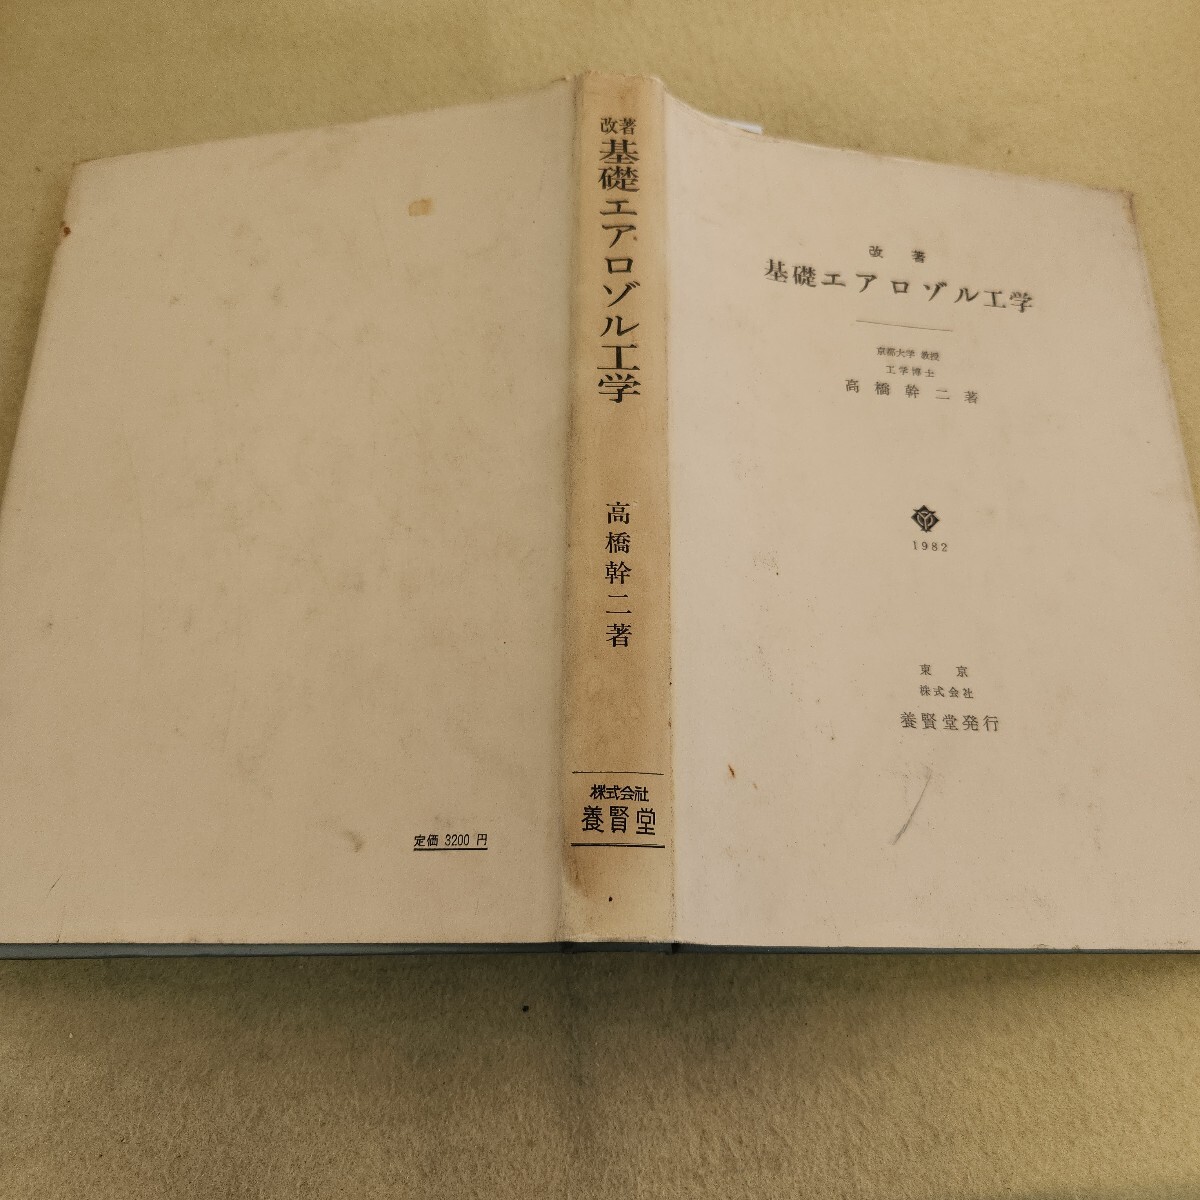 改著
基礎エアロゾル工学
高橋幹二著
株式会社
養賢堂
改著
基礎エアロゾル工学
京都大学 教授
工学博士
高橋幹二著
1982
東京
株式会社
養賢堂発行
定価 3200 円